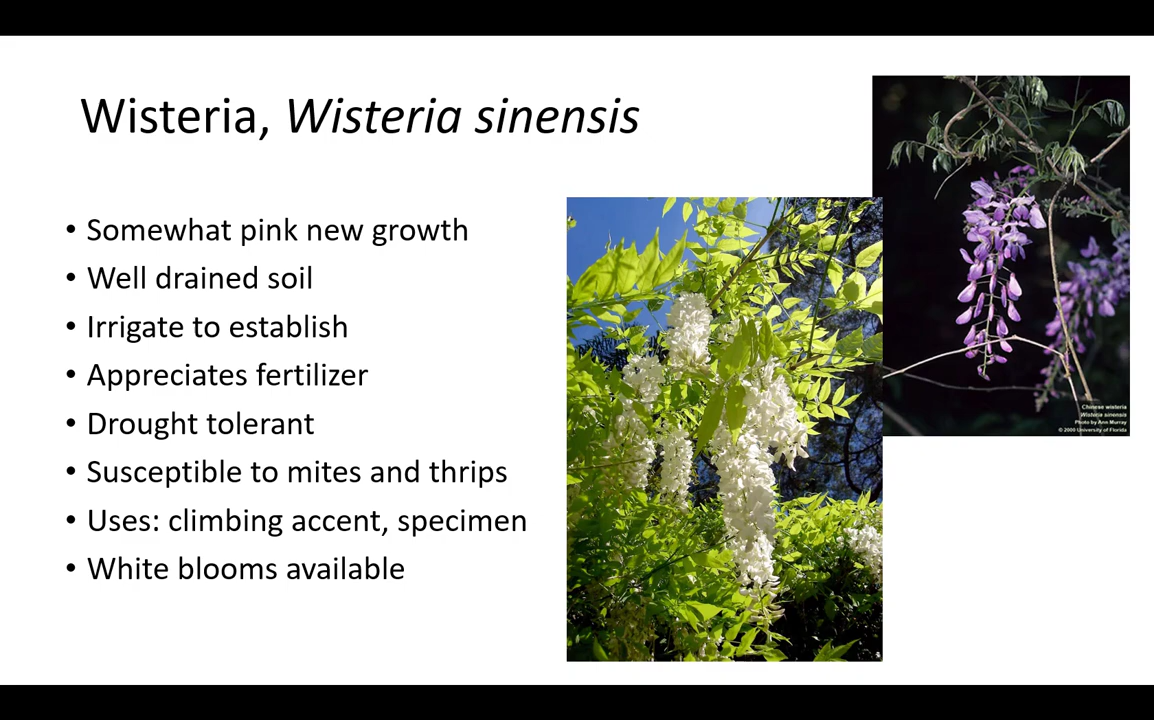 Wisteria, Wisteria sinensis
• Somewhat pink new growth
• Well drained soil
• Irrigate to establish
• Appreciates fertilizer
• Drought tolerant
• Susceptible to mites and thrips
• Uses: climbing accent, specimen
• White blooms available
Chinese wisteria
Wisteria sinensis
Photo by Ann Murray
© 2000 University of Florida